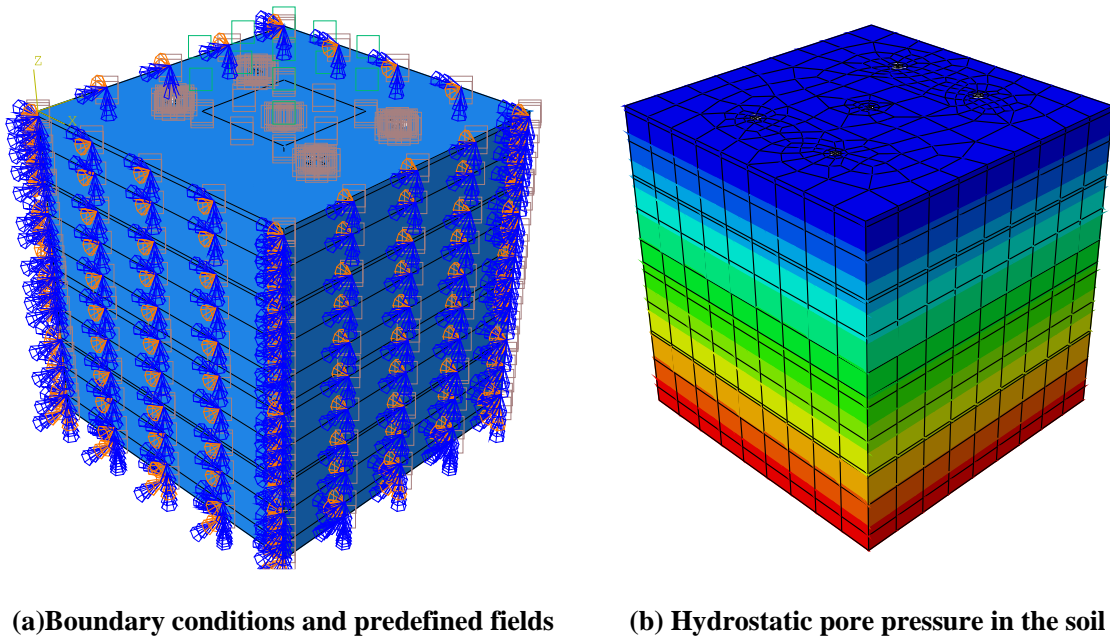 Z
X
(a)Boundary conditions and predefined fields
(b) Hydrostatic pore pressure in the soil